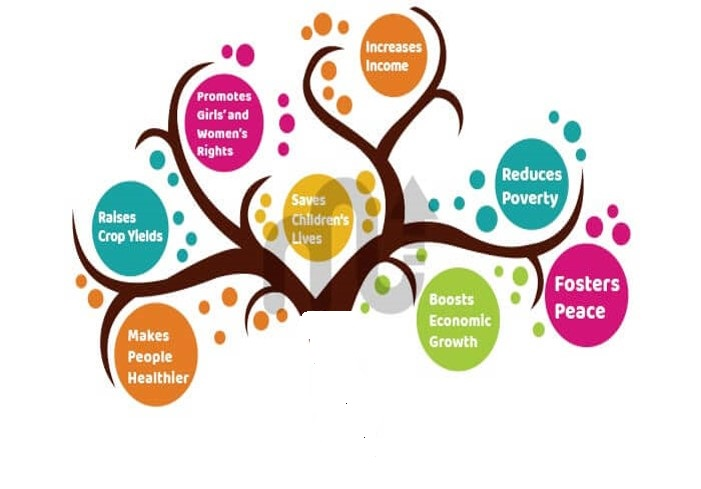 Increases
Income
Promotes
Girls' and
Women's
Rights
Reduces
Poverty
Saves
Children's
Lives
Raises
Crop Yields
Fosters
Peace
Boosts
Economic
Growth
Makes
People
Healthier